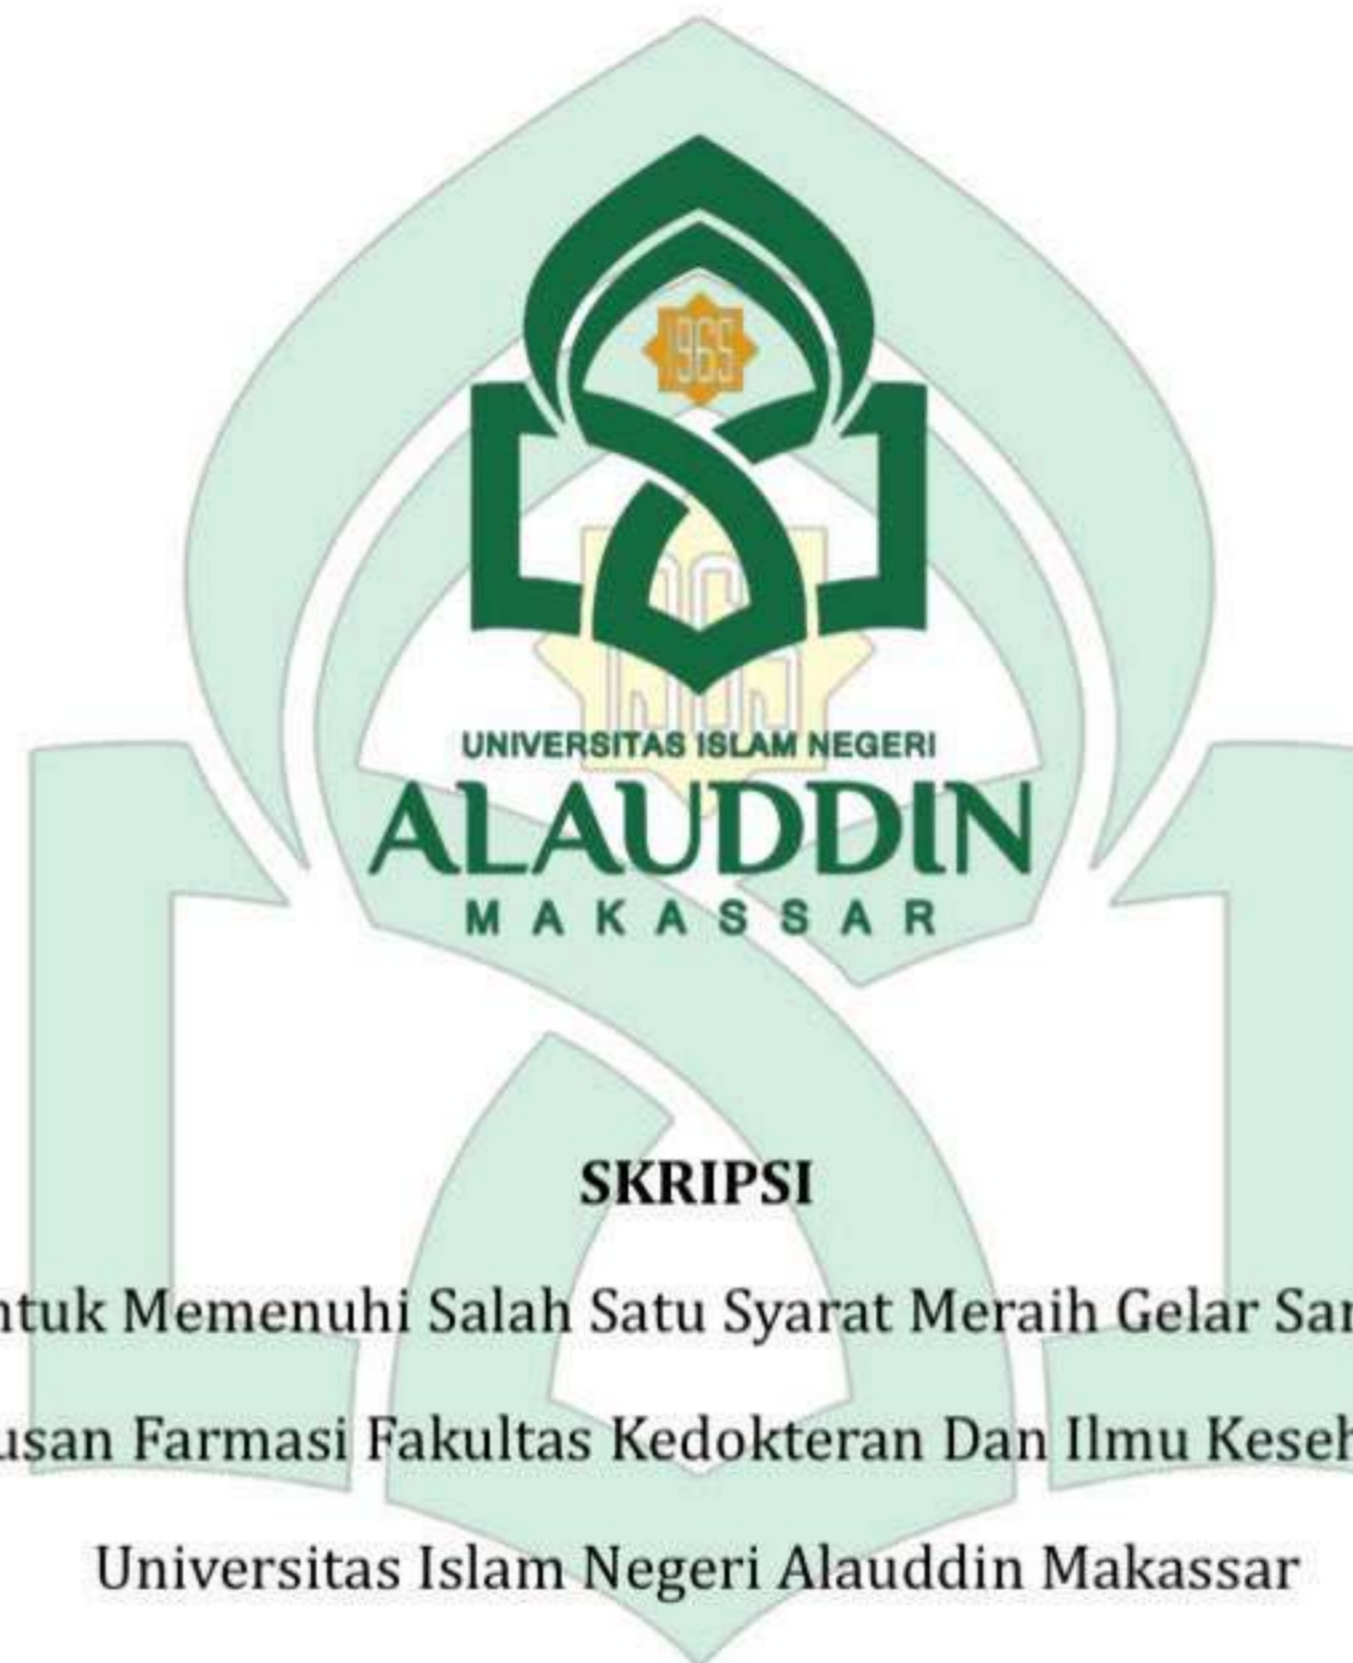 1965
UNIVERSITAS ISLAM NEGERI
ALAUDDIN
MAKASSAR
SKRIPSI
ntuk Memenuhi Salah Satu Syarat Meraih Gelar Sar
usan Farmasi Fakultas Kedokteran Dan Ilmu Keseh
Universitas Islam Negeri Alauddin Makassar